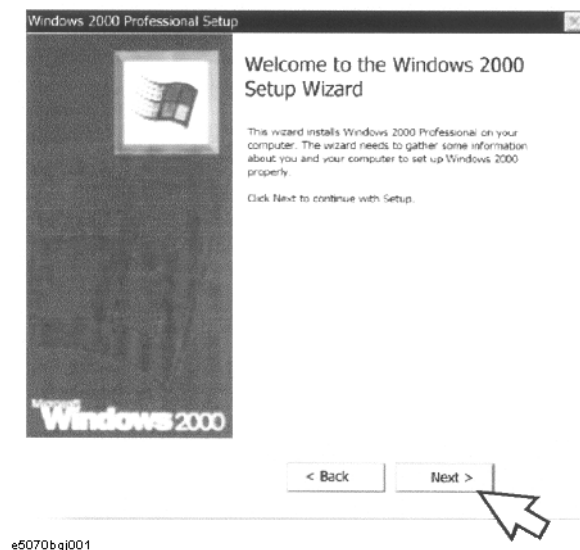 Windows 2000 Professional Setup
Welcome to the Windows 2000
Setup Wizard
This wizard installs Windows 2000 Professional on your
computer. The wizard needs to gather some information
about you and your computer to set up Windows 2000
properly.
Click Next to continue with Setup.
Microsoft
Windows 2000
< Back
Next >
e5070bqj001